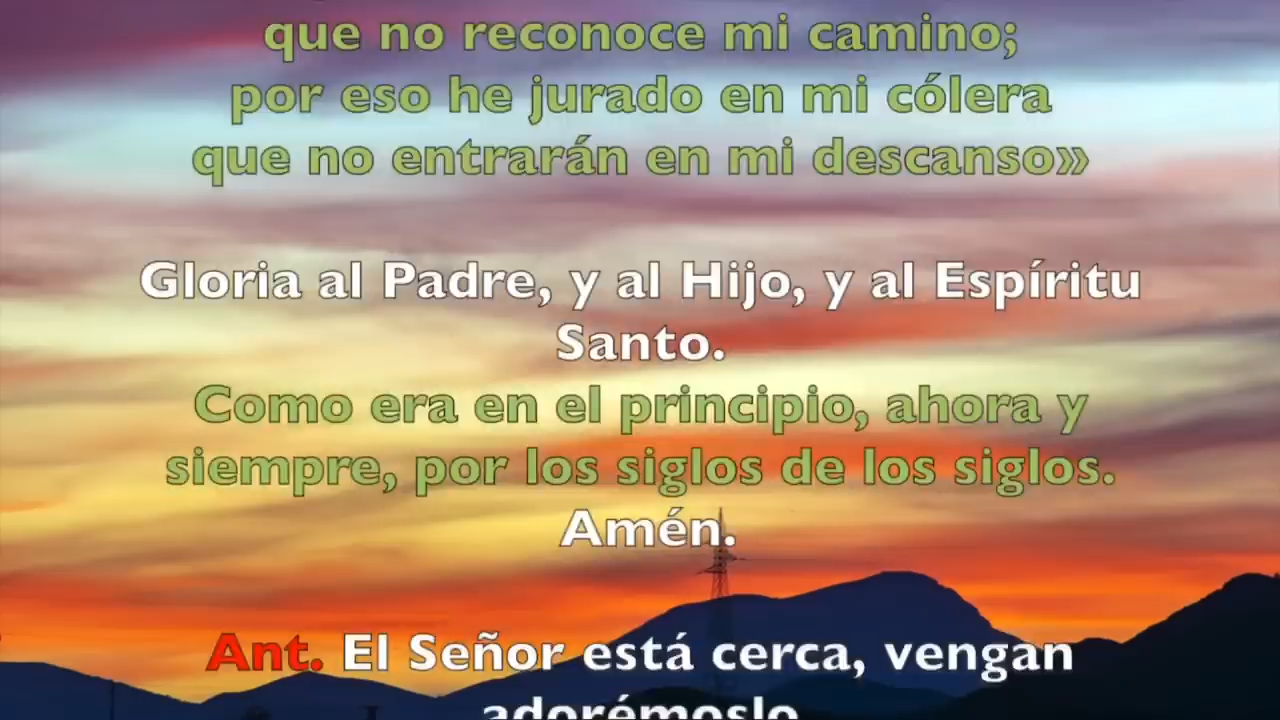 que no reconoce mi camino;
por eso he jurado en mi cólera
que no entrarán en mi descanso»
Gloria al Padre, y al Hijo, y al Espíritu
Santo.
Como era en el principio, ahora y
siempre, por los siglos de los siglos.
Amén.
Ant. El Señor está cerca, vengan
adorémoslo